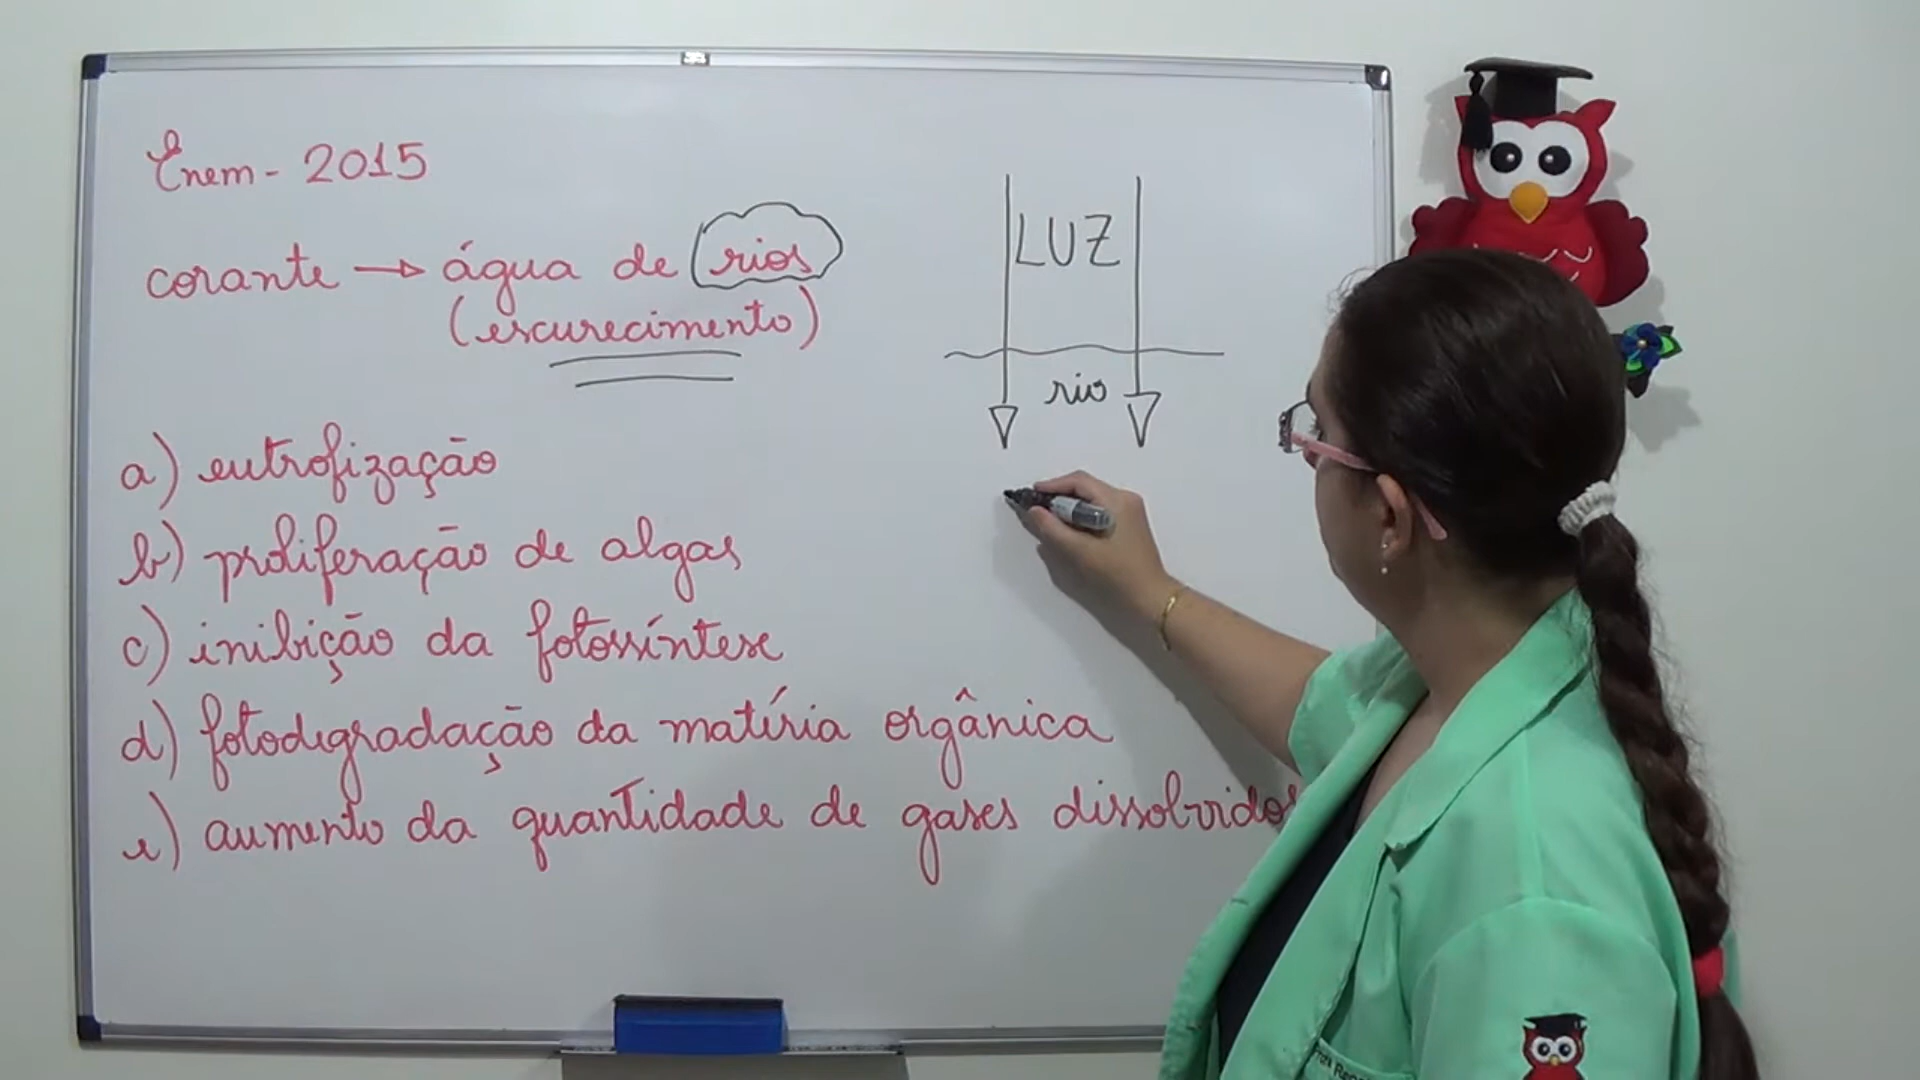 Enem - 2015
corante → água de rios
(escurecimento)
LUZ
rio
a) eutrofização
b) proliferação de algas
c) inibição da fotossíntese
d) fotodegradação da matéria orgânica
e) aumento da quantidade de gases dissolvidos